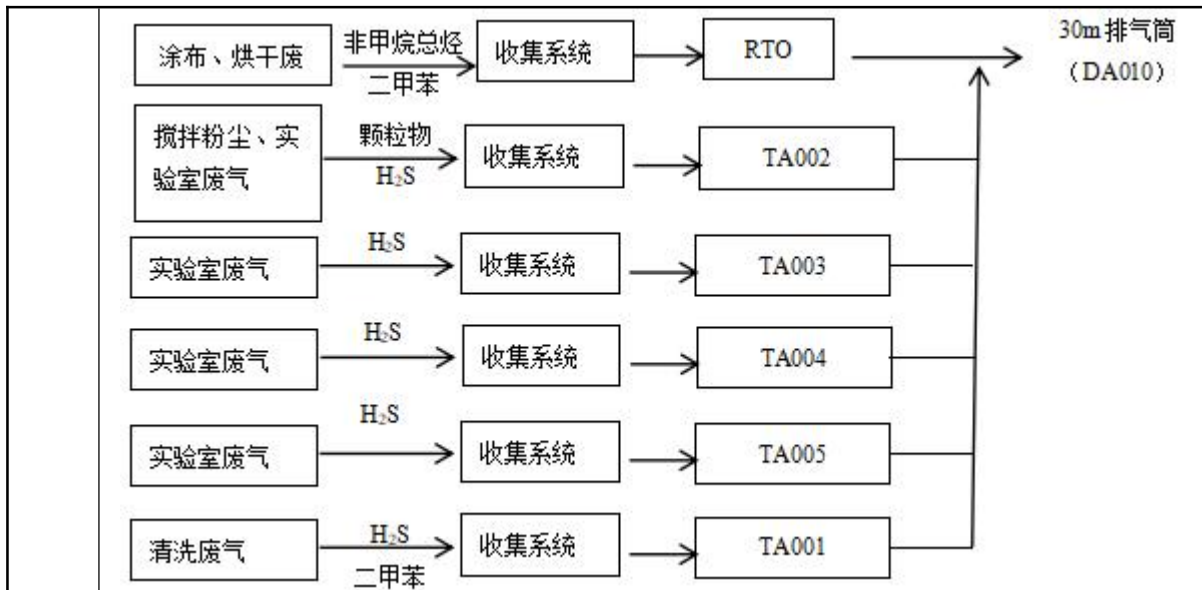 涂布、烘干废
非甲烷总烃
二甲苯
收集系统
RTO
30m 排气筒
（DA010）
搅拌粉尘、实
验室废气
颗粒物
H₂S
收集系统
TA002
实验室废气
H₂S
收集系统
TA003
实验室废气
H₂S
收集系统
TA004
实验室废气
H₂S
收集系统
TA005
清洗废气
H₂S
二甲苯
收集系统
TA001